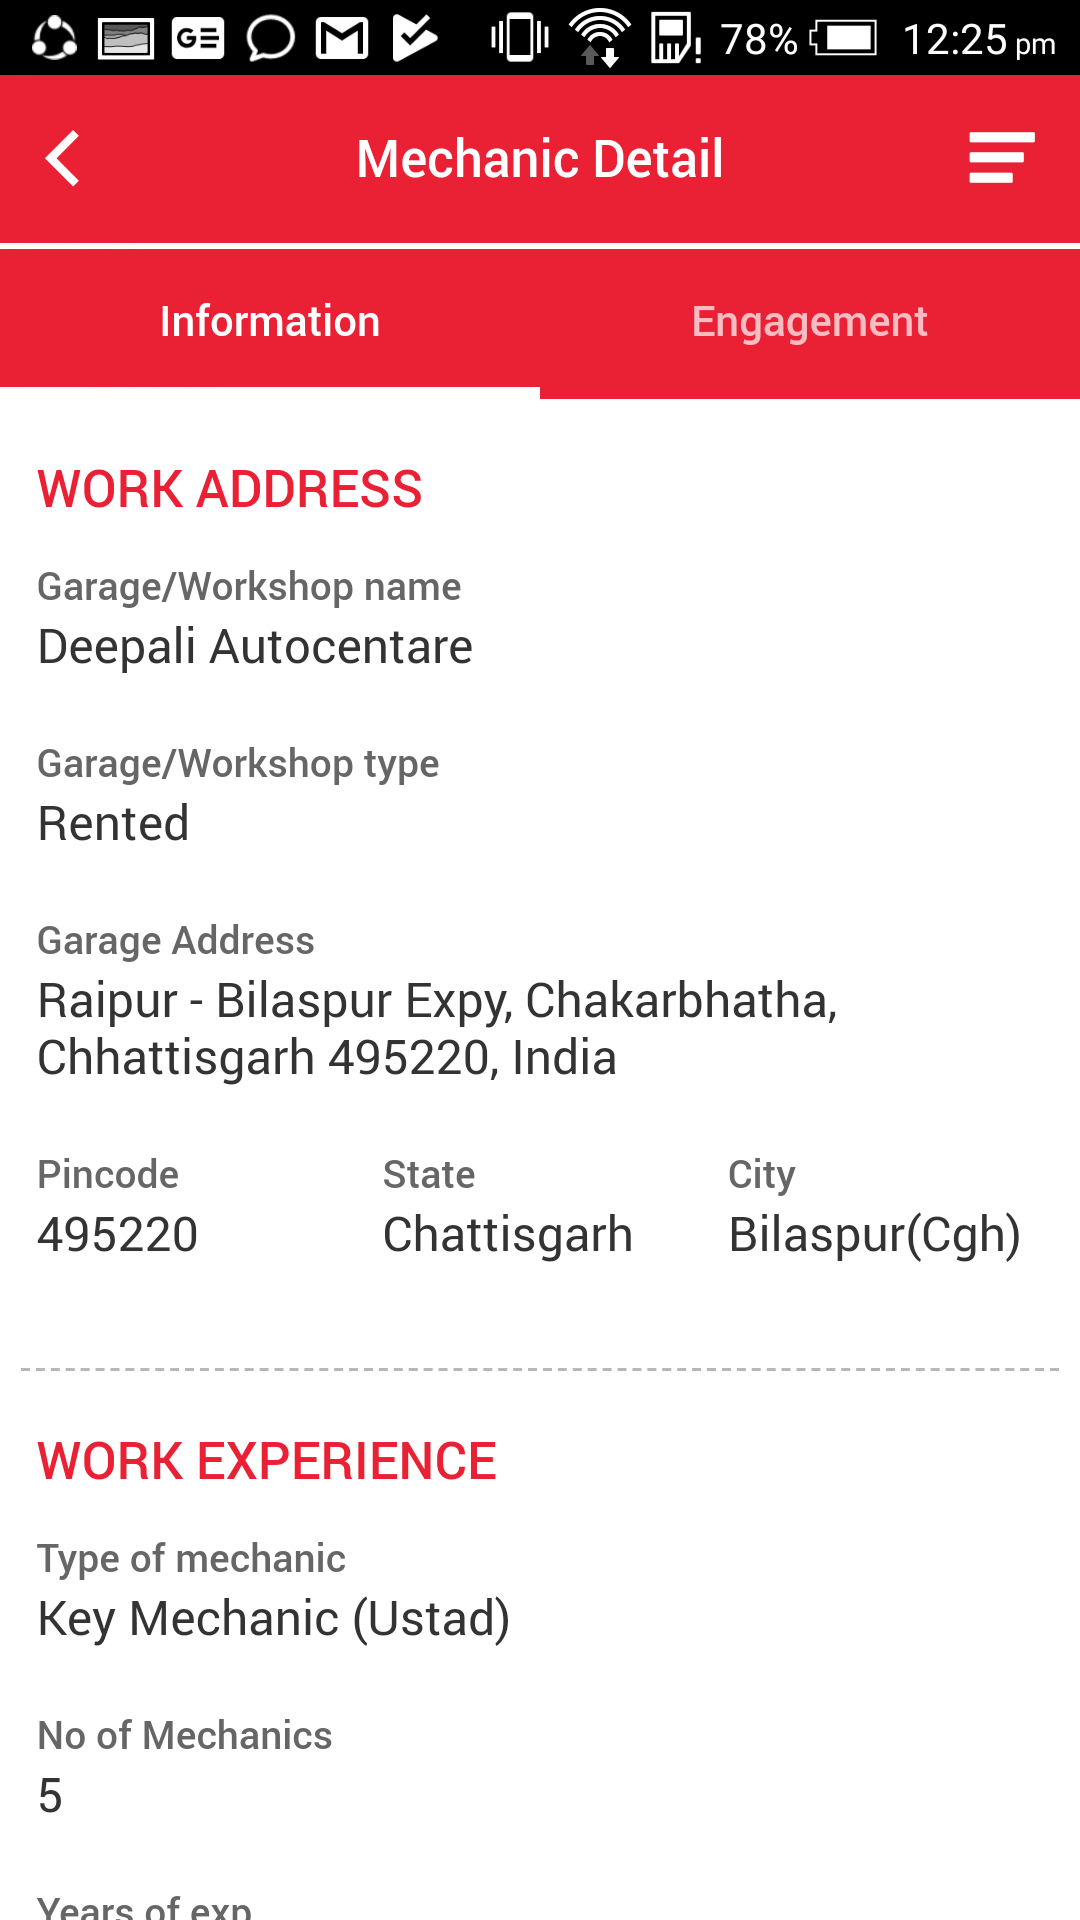 GE 78% 12:25 pm
Mechanic Detail
Information Engagement
WORK ADDRESS
Garage/Workshop name
Deepali Autocentare
Garage/Workshop type
Rented
Garage Address
Raipur - Bilaspur Expy, Chakarbhatha,
Chhattisgarh 495220, India
Pincode State City
495220 Chattisgarh Bilaspur(Cgh)
WORK EXPERIENCE
Type of mechanic
Key Mechanic (Ustad)
No of Mechanics
5
Years of exp